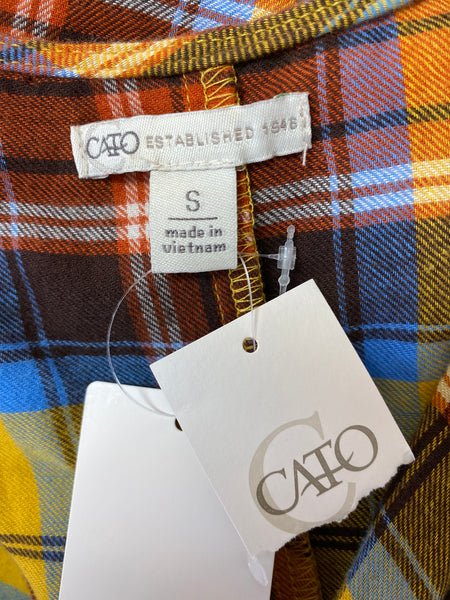 CATO ESTABLISHED 1946
S
made in
vietnam
CATO